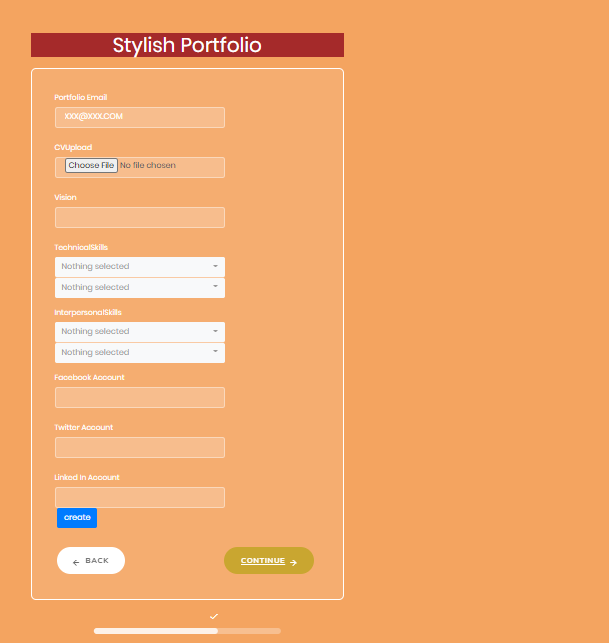 Stylish Portfolio
Portfolio Email
XXX@XXX.COM
CVUpload
Choose File No file chosen
Vision
TechnicalSkills
Nothing selected
Nothing selected
InterpersonalSkills
Nothing selected
Nothing selected
Facebook Account
Twitter Account
Linked In Account
create
BACK
CONTINUE